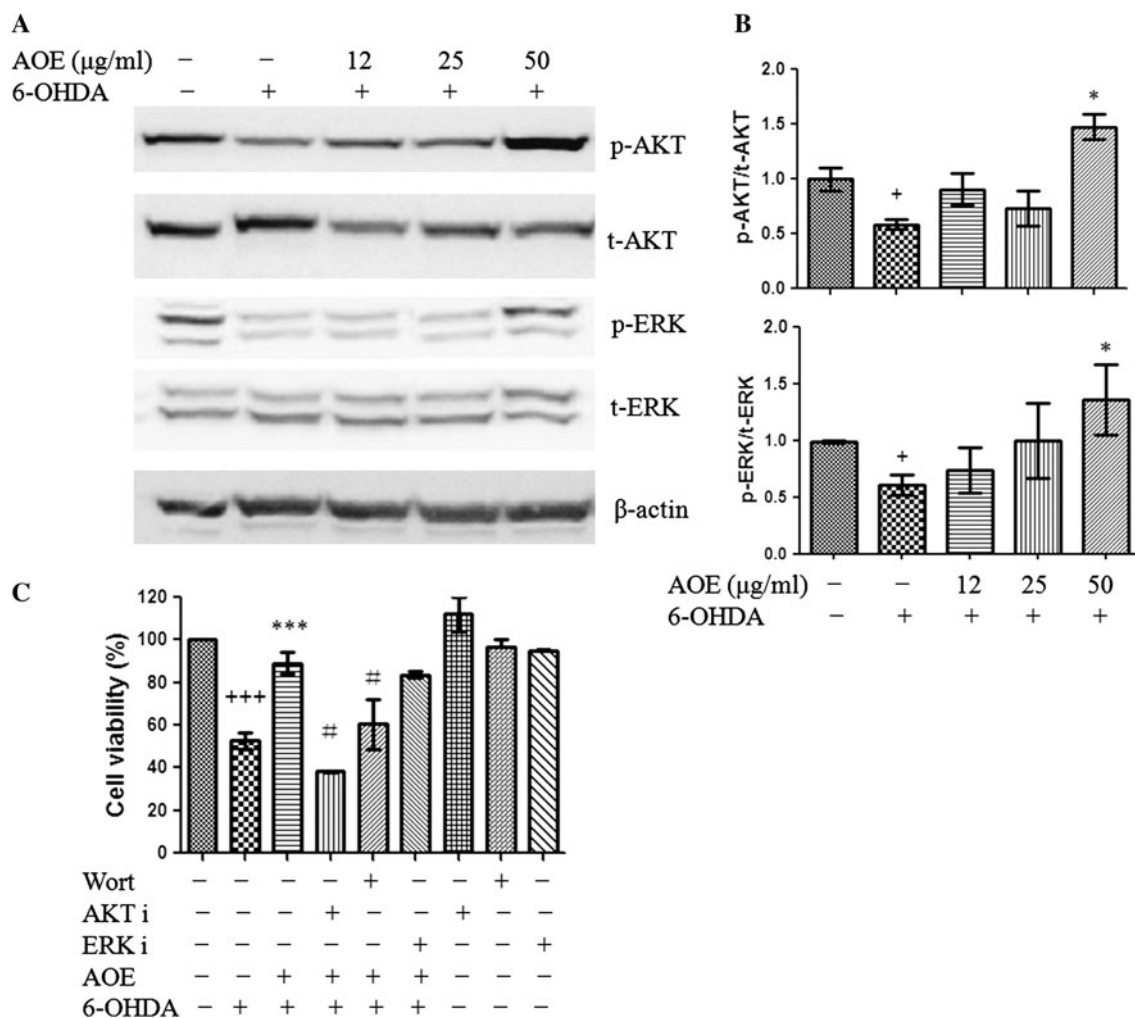 A
AOE (µg/ml) – – 12 25 50
6-OHDA – + + + +
p-AKT
t-AKT
p-ERK
t-ERK
β-actin
B
2.0
1.5
1.0
0.5
0.0
p-AKT/t-AKT
+
*
2.0
1.5
1.0
0.5
0.0
p-ERK/t-ERK
+
*
AOE (µg/ml) – – 12 25 50
6-OHDA – + + + +
C
120
100
80
60
40
20
0
Cell viability (%)
+++
***
#
#
Wort – – – – + – – + –
AKT i – – – + – – + – –
ERK i – – – – – + – – +
AOE – – + + + + – – –
6-OHDA – + + + + + – – –